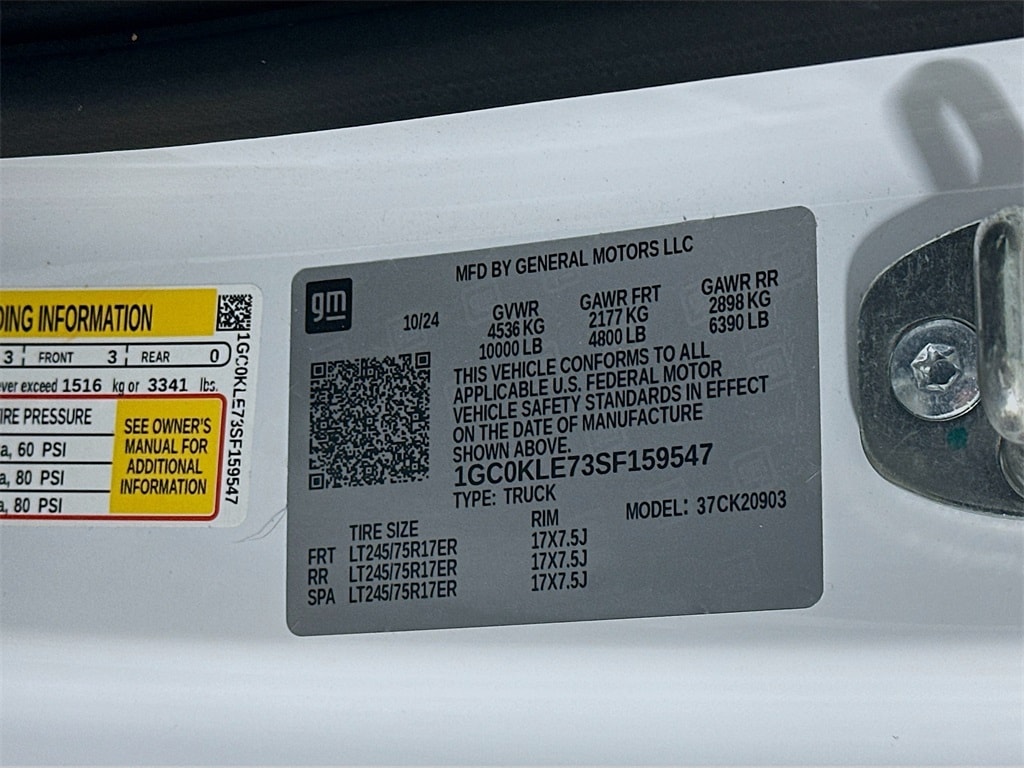 DING INFORMATION
3 FRONT 3 REAR 0
ver exceed 1516 kg or 3341 lbs.
IRE PRESSURE
a, 60 PSI
a, 80 PSI
a, 80 PSI
SEE OWNER'S
MANUAL FOR
ADDITIONAL
INFORMATION
1GC0KLE73SF159547
gm
MFD BY GENERAL MOTORS LLC
10/24
GVWR
4536 KG
10000 LB
GAWR FRT
2177 KG
4800 LB
GAWR RR
2898 KG
6390 LB
THIS VEHICLE CONFORMS TO ALL
APPLICABLE U.S. FEDERAL MOTOR
VEHICLE SAFETY STANDARDS IN EFFECT
ON THE DATE OF MANUFACTURE
SHOWN ABOVE.
1GC0KLE73SF159547
TYPE: TRUCK
MODEL: 37CK20903
TIRE SIZE RIM
FRT LT245/75R17ER 17X7.5J
RR LT245/75R17ER 17X7.5J
SPA LT245/75R17ER 17X7.5J